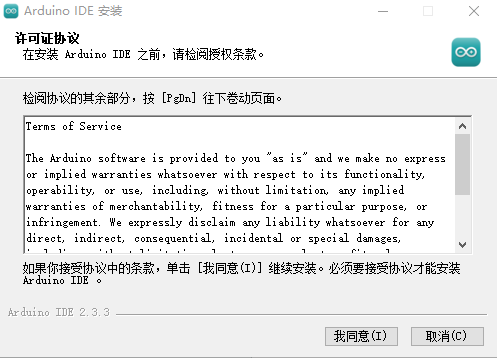 Arduino IDE 安装
许可证协议
在安装 Arduino IDE 之前，请检阅授权条款。
检阅协议的其余部分，按 [PgDn] 往下卷动页面。
Terms of Service
The Arduino software is provided to you "as is" and we make no express
or implied warranties whatsoever with respect to its functionality,
operability, or use, including, without limitation, any implied
warranties of merchantability, fitness for a particular purpose, or
infringement. We expressly disclaim any liability whatsoever for any
direct, indirect, consequential, incidental or special damages,
如果你接受协议中的条款，单击 [我同意(I)] 继续安装。必须要接受协议才能安装
Arduino IDE 。
Arduino IDE 2.3.3
我同意(I)
取消(C)